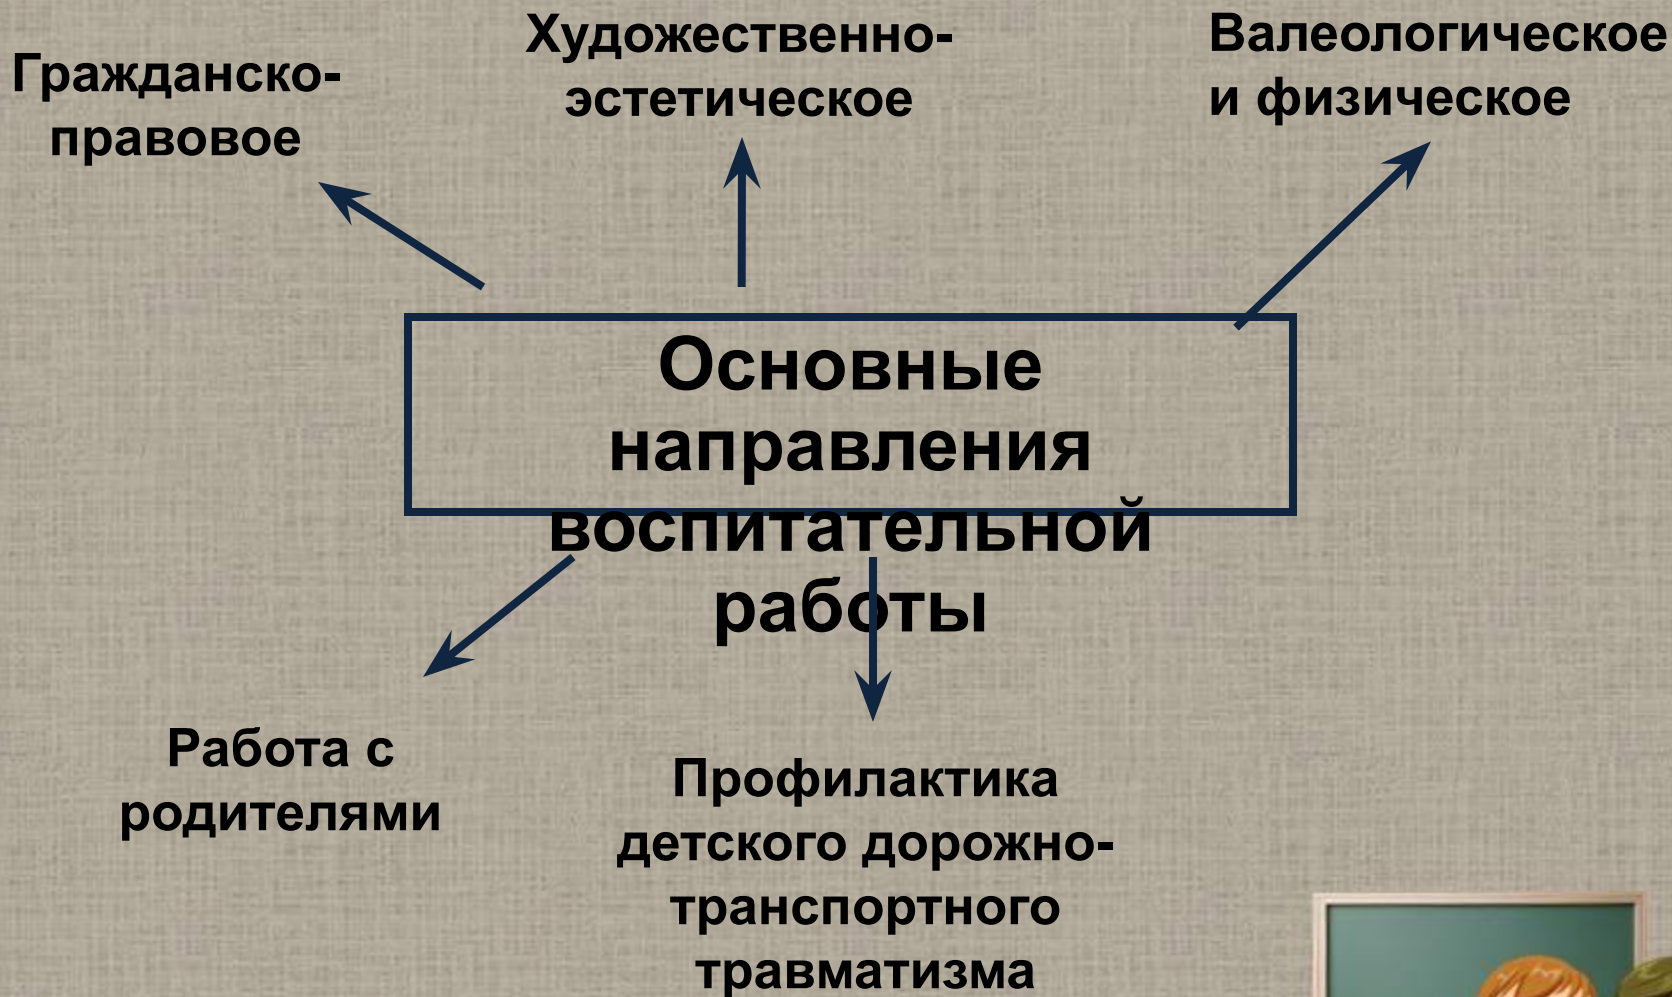 Гражданско-
правовое
Художественно-
эстетическое
Валеологическое
и физическое
Основные
направления
воспитательной
работы
Работа с
родителями
Профилактика
детского дорожно-
транспортного
травматизма